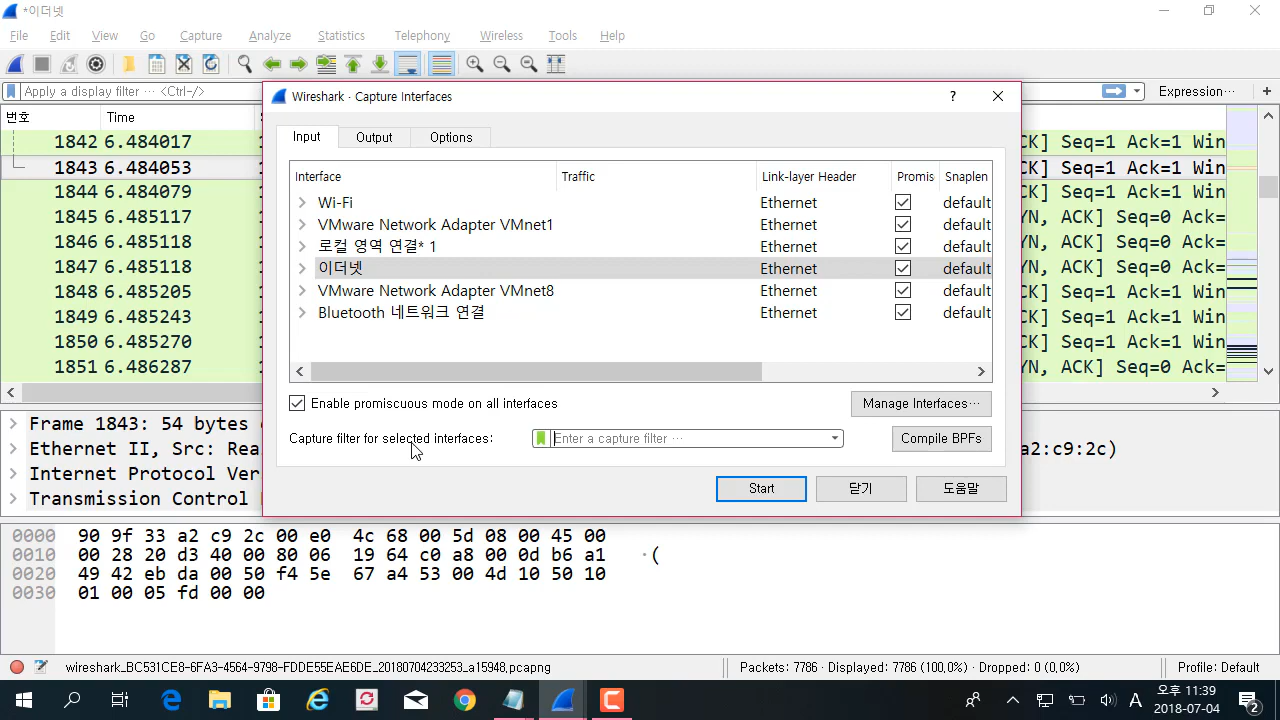 *이더넷
File Edit View Go Capture Analyze Statistics Telephony Wireless Tools Help
Apply a display filter ··· <Ctrl-/>
Expression···
+
번호 Time
1842 6.484017
CK] Seq=1 Ack=1 Win
1843 6.484053
CK] Seq=1 Ack=1 Win
1844 6.484079
CK] Seq=1 Ack=1 Win
1845 6.485117
YN, ACK] Seq=0 Ack=
1846 6.485118
YN, ACK] Seq=0 Ack=
1847 6.485118
YN, ACK] Seq=0 Ack=
1848 6.485205
CK] Seq=1 Ack=1 Win
1849 6.485243
CK] Seq=1 Ack=1 Win
1850 6.485270
CK] Seq=1 Ack=1 Win
1851 6.486287
YN, ACK] Seq=0 Ack=
Wireshark · Capture Interfaces
?
Input Output Options
Interface Traffic Link-layer Header Promis Snaplen
Wi-Fi Ethernet default
VMware Network Adapter VMnet1 Ethernet default
로컬 영역 연결* 1 Ethernet default
이더넷 Ethernet default
VMware Network Adapter VMnet8 Ethernet default
Bluetooth 네트워크 연결 Ethernet default
Enable promiscuous mode on all interfaces
Manage Interfaces···
Capture filter for selected interfaces:
Enter a capture filter ···
Compile BPFs
Start 닫기 도움말
Frame 1843: 54 bytes
Ethernet II, Src: Rea
a2:c9:2c)
Internet Protocol Ver
Transmission Control
0000 90 9f 33 a2 c9 2c 00 e0 4c 68 00 5d 08 00 45 00
0010 00 28 20 d3 40 00 80 06 19 64 c0 a8 00 0d b6 a1 ·(
0020 49 42 eb da 00 50 f4 5e 67 a4 53 00 4d 10 50 10
0030 01 00 05 fd 00 00
wireshark_BC531CE8-6FA3-4564-9798-FDDE55EAE6DE_20180704233253_a15948.pcapng
Packets: 7786 · Displayed: 7786 (100,0%) · Dropped: 0 (0,0%)
Profile: Default
A
오후 11:39
2018-07-04
2